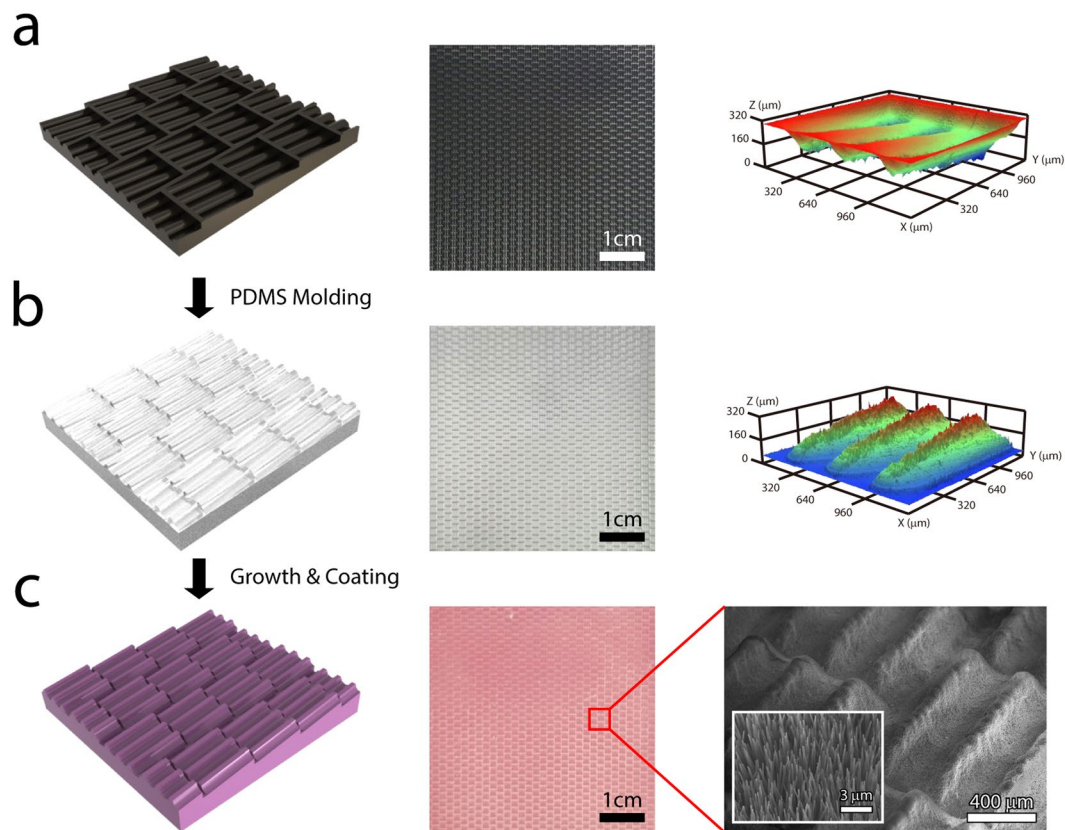 a
1cm
Z (μm)
320
160
0
320
640
960
X (μm)
320
640
960
Y (μm)
PDMS Molding
b
1cm
Z (μm)
320
160
0
320
640
960
X (μm)
320
640
960
Y (μm)
Growth & Coating
c
1cm
3 μm
400 μm